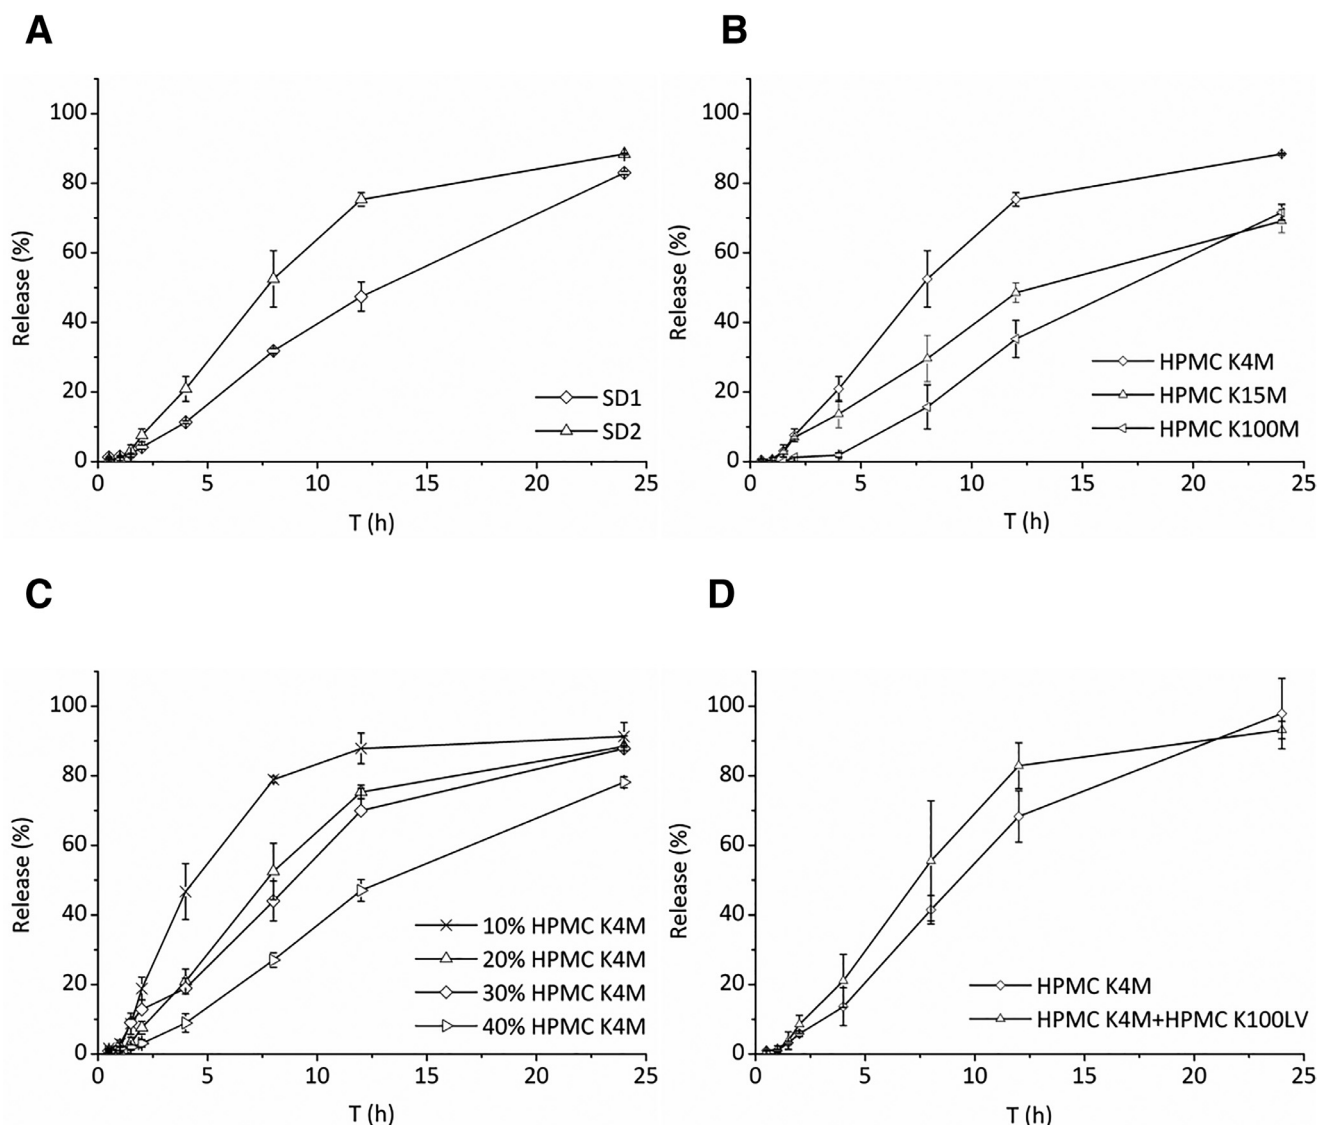 A
Release (%)
100
80
60
40
20
0
0 5 10 15 20 25
T (h)
SD1
SD2
B
Release (%)
100
80
60
40
20
0
0 5 10 15 20 25
T (h)
HPMC K4M
HPMC K15M
HPMC K100M
C
Release (%)
100
80
60
40
20
0
0 5 10 15 20 25
T (h)
10% HPMC K4M
20% HPMC K4M
30% HPMC K4M
40% HPMC K4M
D
Release (%)
100
80
60
40
20
0
0 5 10 15 20 25
T (h)
HPMC K4M
HPMC K4M+HPMC K100LV